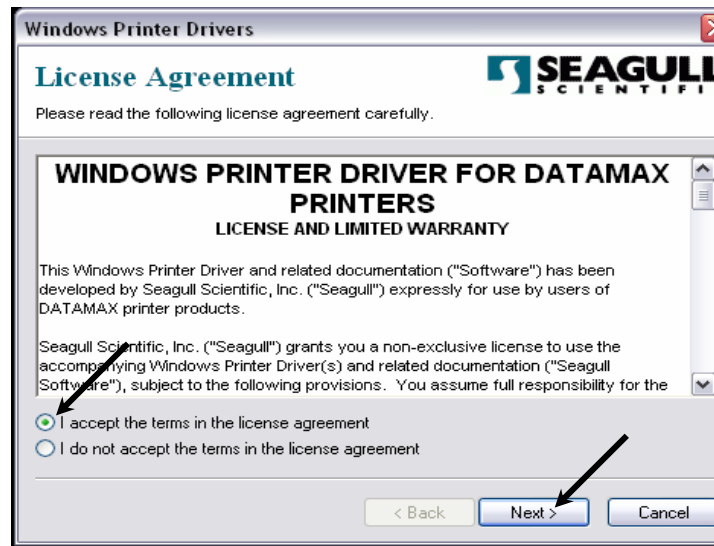 Windows Printer Drivers
License Agreement
SEAGULL
SCIENTIFI
Please read the following license agreement carefully.
WINDOWS PRINTER DRIVER FOR DATAMAX
PRINTERS
LICENSE AND LIMITED WARRANTY
This Windows Printer Driver and related documentation ("Software") has been
developed by Seagull Scientific, Inc. ("Seagull") expressly for use by users of
DATAMAX printer products.
Seagull Scientific, Inc. ("Seagull") grants you a non-exclusive license to use the
accompanying Windows Printer Driver(s) and related documentation ("Seagull
Software"), subject to the following provisions.  You assume full responsibility for the
I accept the terms in the license agreement
I do not accept the terms in the license agreement
< Back
Next >
Cancel